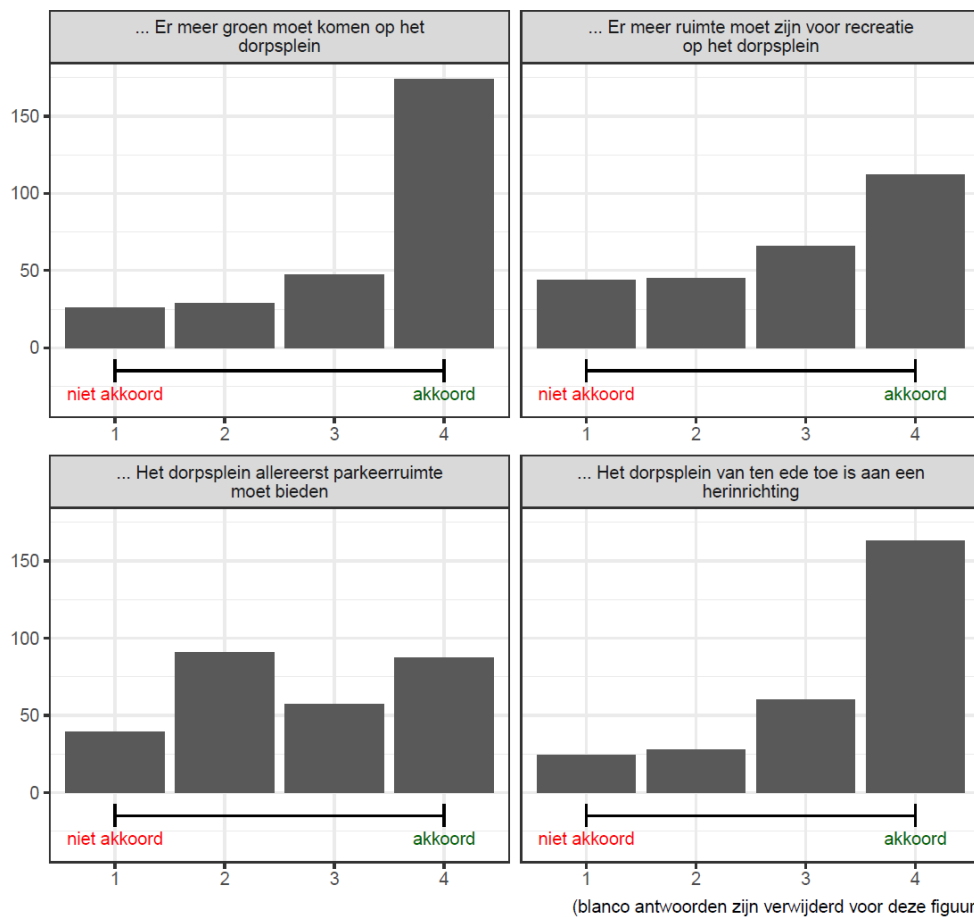 ... Er meer groen moet komen op het
dorpsplein
... Er meer ruimte moet zijn voor recreatie
op het dorpsplein
150
100
50
0
niet akkoord
akkoord
niet akkoord
akkoord
1
2
3
4
1
2
3
4
... Het dorpsplein allereerst parkeerruimte
moet bieden
... Het dorpsplein van ten ede toe is aan een
herinrichting
150
100
50
0
niet akkoord
akkoord
niet akkoord
akkoord
1
2
3
4
1
2
3
4
(blanco antwoorden zijn verwijderd voor deze figuur